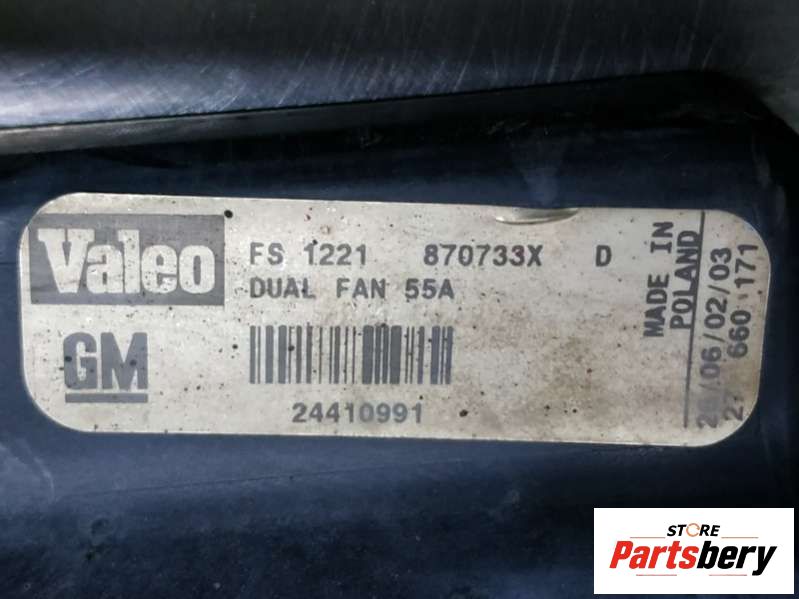 Valeo
FS 1221 870733X D
DUAL FAN 55A
GM
24410991
MADE IN
POLAND
/06/02/03
660 171
STORE
Partsbery